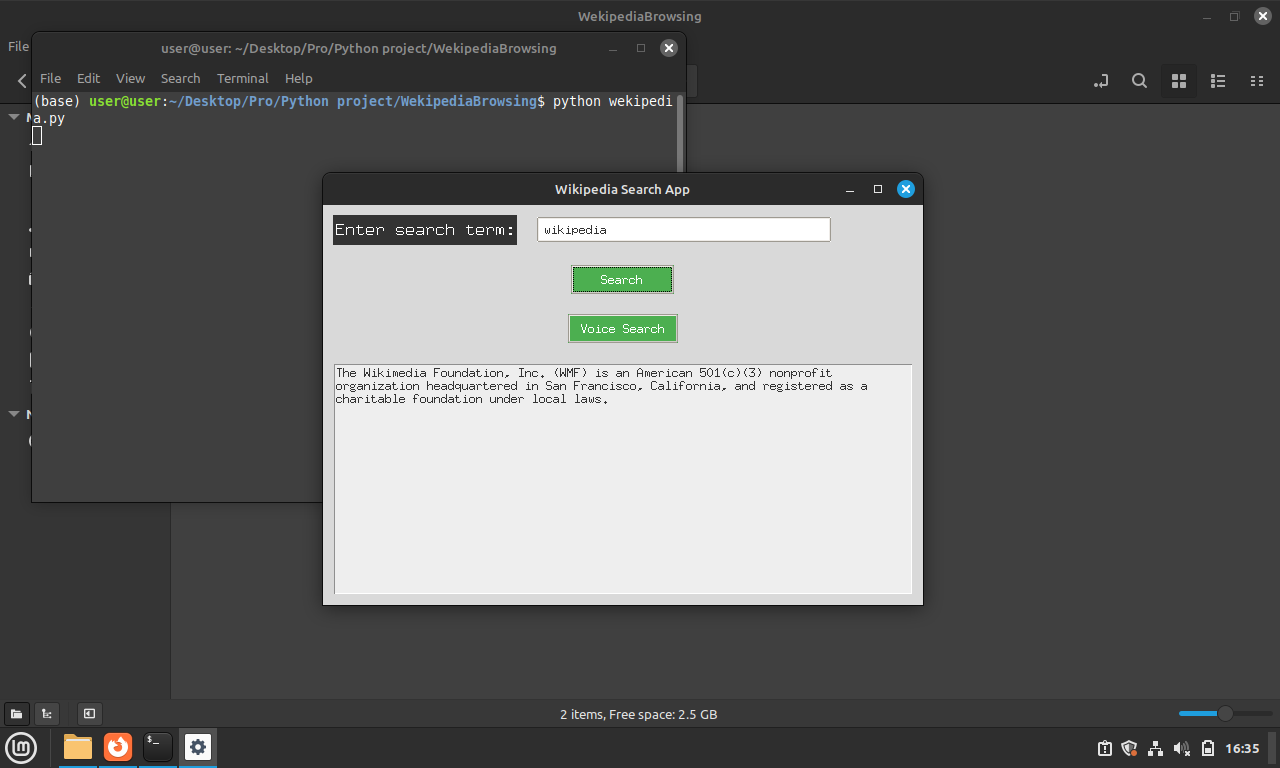 WekipediaBrowsing
File
user@user: ~/Desktop/Pro/Python project/WekipediaBrowsing
File Edit View Search Terminal Help
(base) user@user:~/Desktop/Pro/Python project/WekipediaBrowsing$ python wekipedi
a.py
Wikipedia Search App
Enter search term:
wikipedia
Search
Voice Search
The Wikimedia Foundation, Inc. (WMF) is an American 501(c)(3) nonprofit
organization headquartered in San Francisco, California, and registered as a
charitable foundation under local laws.
2 items, Free space: 2.5 GB
16:35